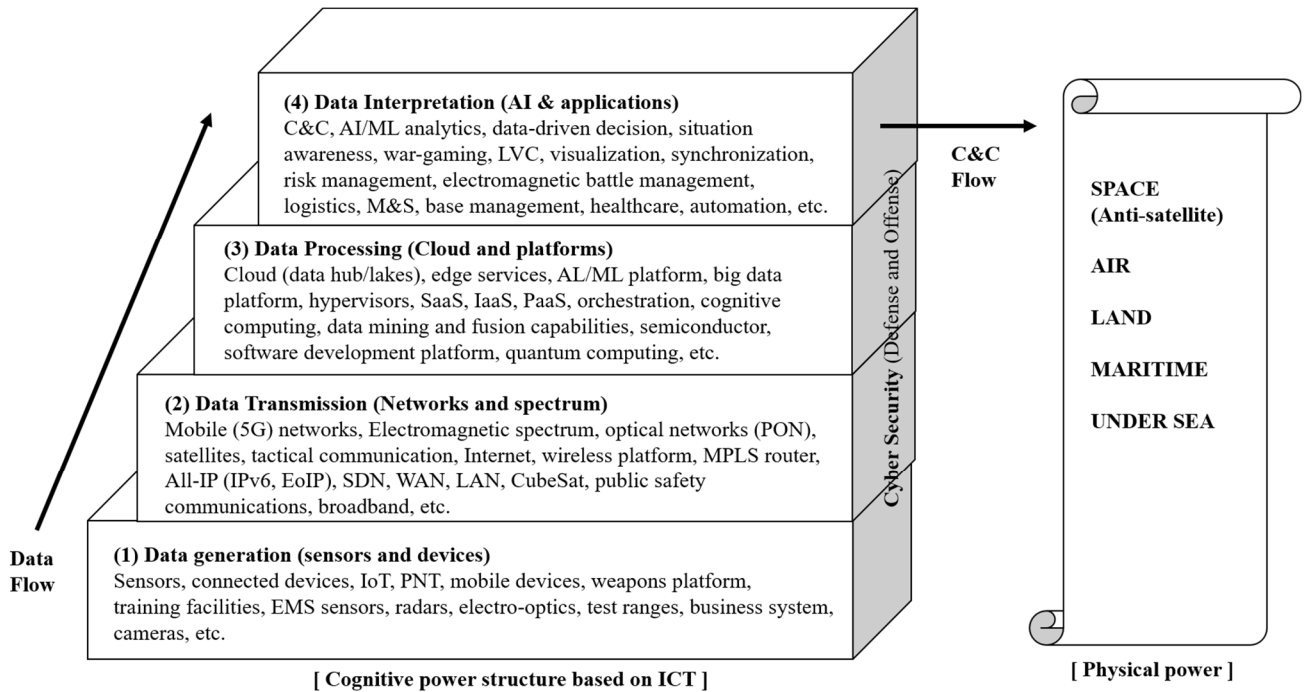 (4) Data Interpretation (AI & applications)
C&C, AI/ML analytics, data-driven decision, situation
awareness, war-gaming, LVC, visualization, synchronization,
risk management, electromagnetic battle management,
logistics, M&S, base management, healthcare, automation, etc.
(3) Data Processing (Cloud and platforms)
Cloud (data hub/lakes), edge services, AL/ML platform, big data
platform, hypervisors, SaaS, IaaS, PaaS, orchestration, cognitive
computing, data mining and fusion capabilities, semiconductor,
software development platform, quantum computing, etc.
(2) Data Transmission (Networks and spectrum)
Mobile (5G) networks, Electromagnetic spectrum, optical networks (PON),
satellites, tactical communication, Internet, wireless platform, MPLS router,
All-IP (IPv6, EoIP), SDN, WAN, LAN, CubeSat, public safety
communications, broadband, etc.
(1) Data generation (sensors and devices)
Sensors, connected devices, IoT, PNT, mobile devices, weapons platform,
training facilities, EMS sensors, radars, electro-optics, test ranges, business system,
cameras, etc.
Data
Flow
Cyber Security (Defense and Offense)
C&C
Flow
SPACE
(Anti-satellite)
AIR
LAND
MARITIME
UNDER SEA
[ Cognitive power structure based on ICT ]
[ Physical power ]